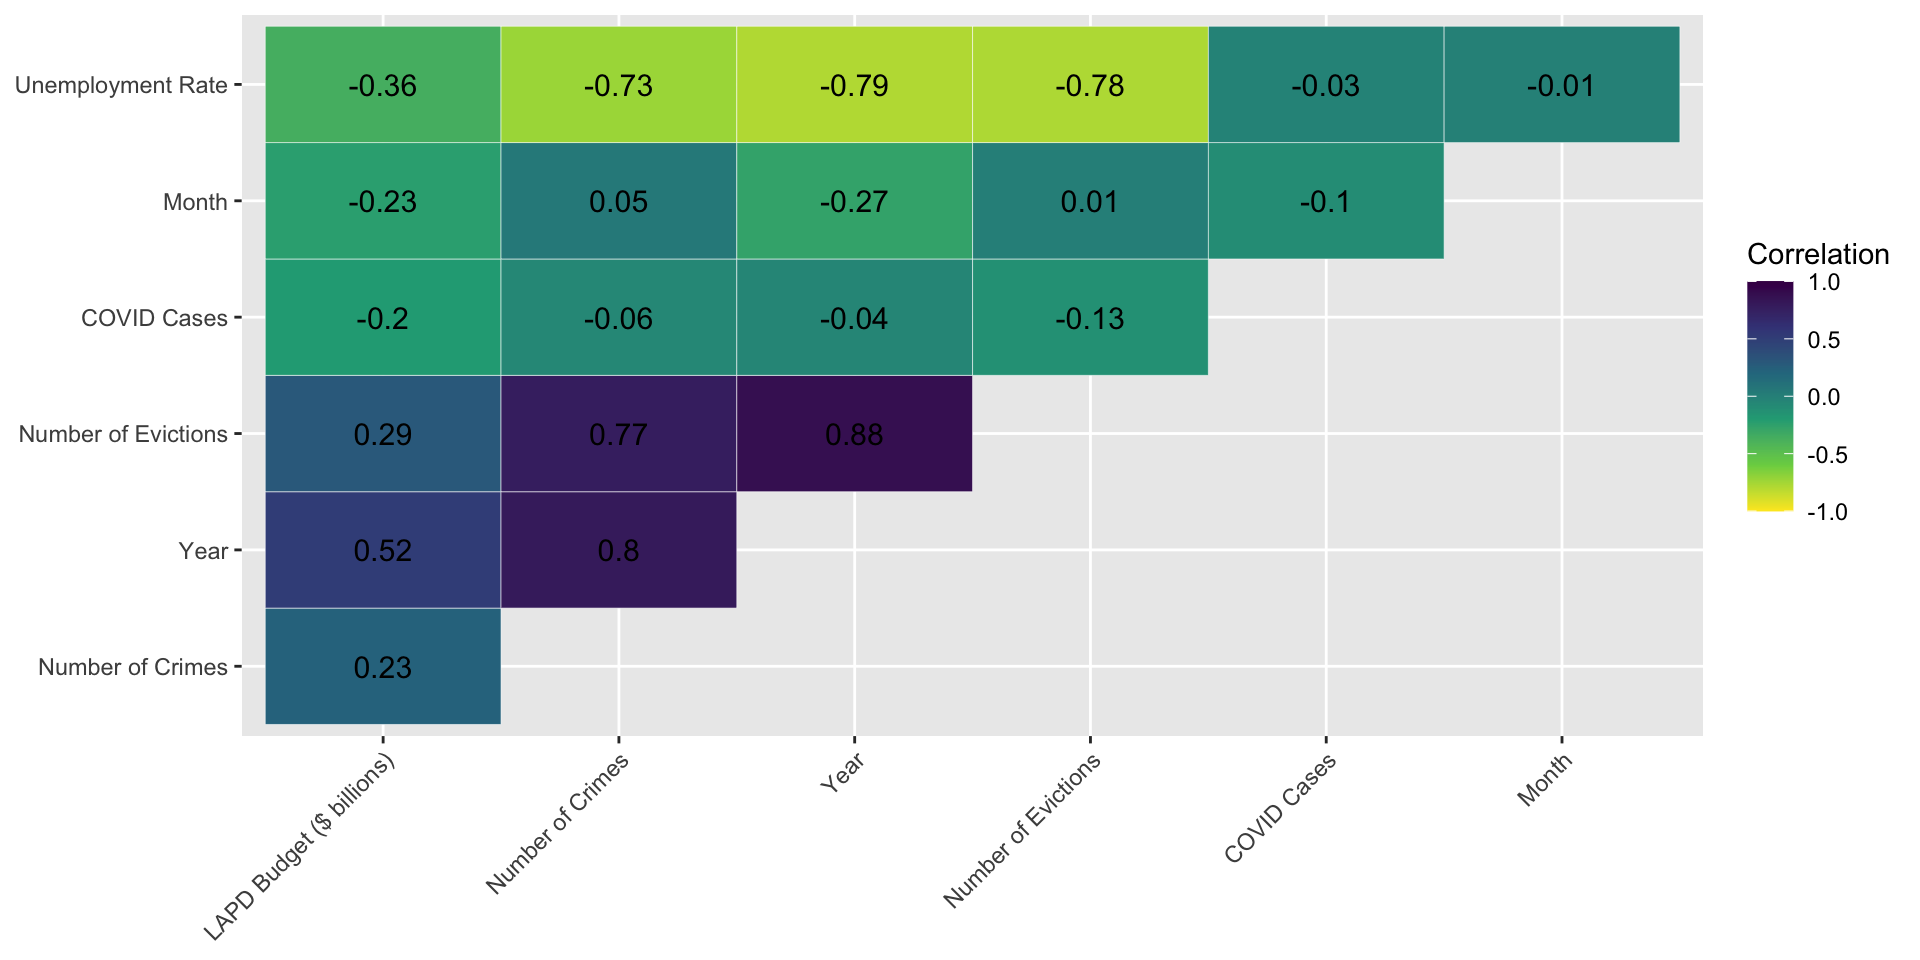 Unemployment Rate -0.36 -0.73 -0.79 -0.78 -0.03 -0.01
Month -0.23 0.05 -0.27 0.01 -0.1
COVID Cases -0.2 -0.06 -0.04 -0.13
Number of Evictions 0.29 0.77 0.88
Year 0.52 0.8
Number of Crimes 0.23
LAPD Budget ($ billions)
Number of Crimes
Year
Number of Evictions
COVID Cases
Month
Correlation
1.0
0.5
0.0
-0.5
-1.0